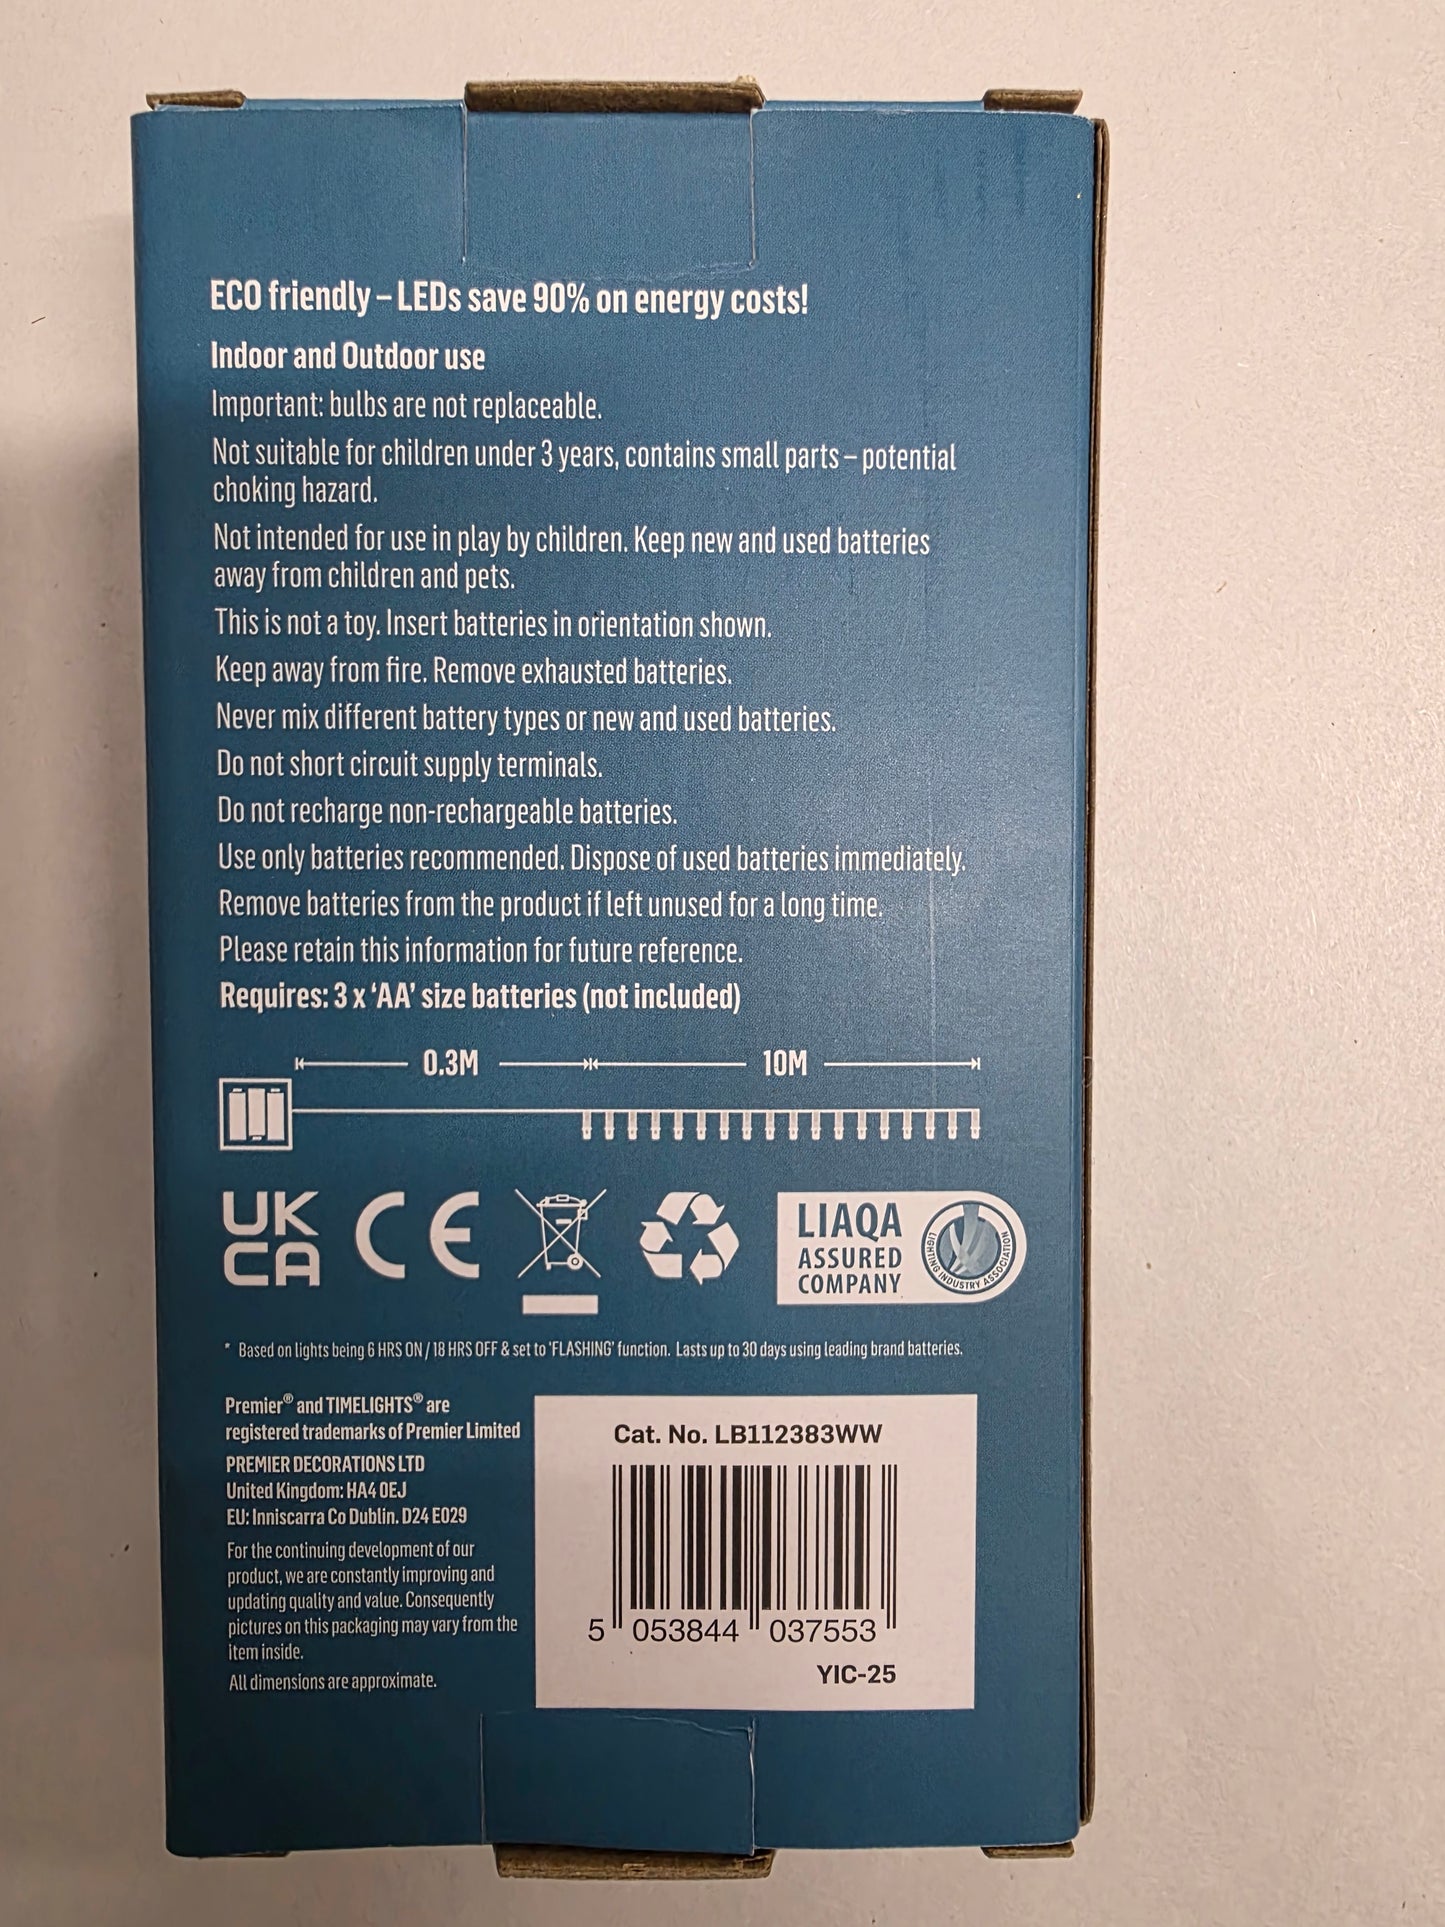 ECO friendly – LEDs save 90% on energy costs!
Indoor and Outdoor use
Important: bulbs are not replaceable.
Not suitable for children under 3 years, contains small parts – potential
choking hazard.
Not intended for use in play by children. Keep new and used batteries
away from children and pets.
This is not a toy. Insert batteries in orientation shown.
Keep away from fire. Remove exhausted batteries.
Never mix different battery types or new and used batteries.
Do not short circuit supply terminals.
Do not recharge non-rechargeable batteries.
Use only batteries recommended. Dispose of used batteries immediately.
Remove batteries from the product if left unused for a long time.
Please retain this information for future reference.
Requires: 3 x ‘AA’ size batteries (not included)
0.3M 10M
UK
CA
CE
LIAQA
ASSURED
COMPANY
LIGHTING INDUSTRY ASSOCIATION
* Based on lights being 6 HRS ON / 18 HRS OFF & set to 'FLASHING' function. Lasts up to 30 days using leading brand batteries.
Premier® and TIMELIGHTS® are
registered trademarks of Premier Limited
PREMIER DECORATIONS LTD
United Kingdom: HA4 0EJ
EU: Inniscarra Co Dublin. D24 E029
For the continuing development of our
product, we are constantly improving and
updating quality and value. Consequently
pictures on this packaging may vary from the
item inside.
All dimensions are approximate.
Cat. No. LB112383WW
5 053844 037553
YIC-25